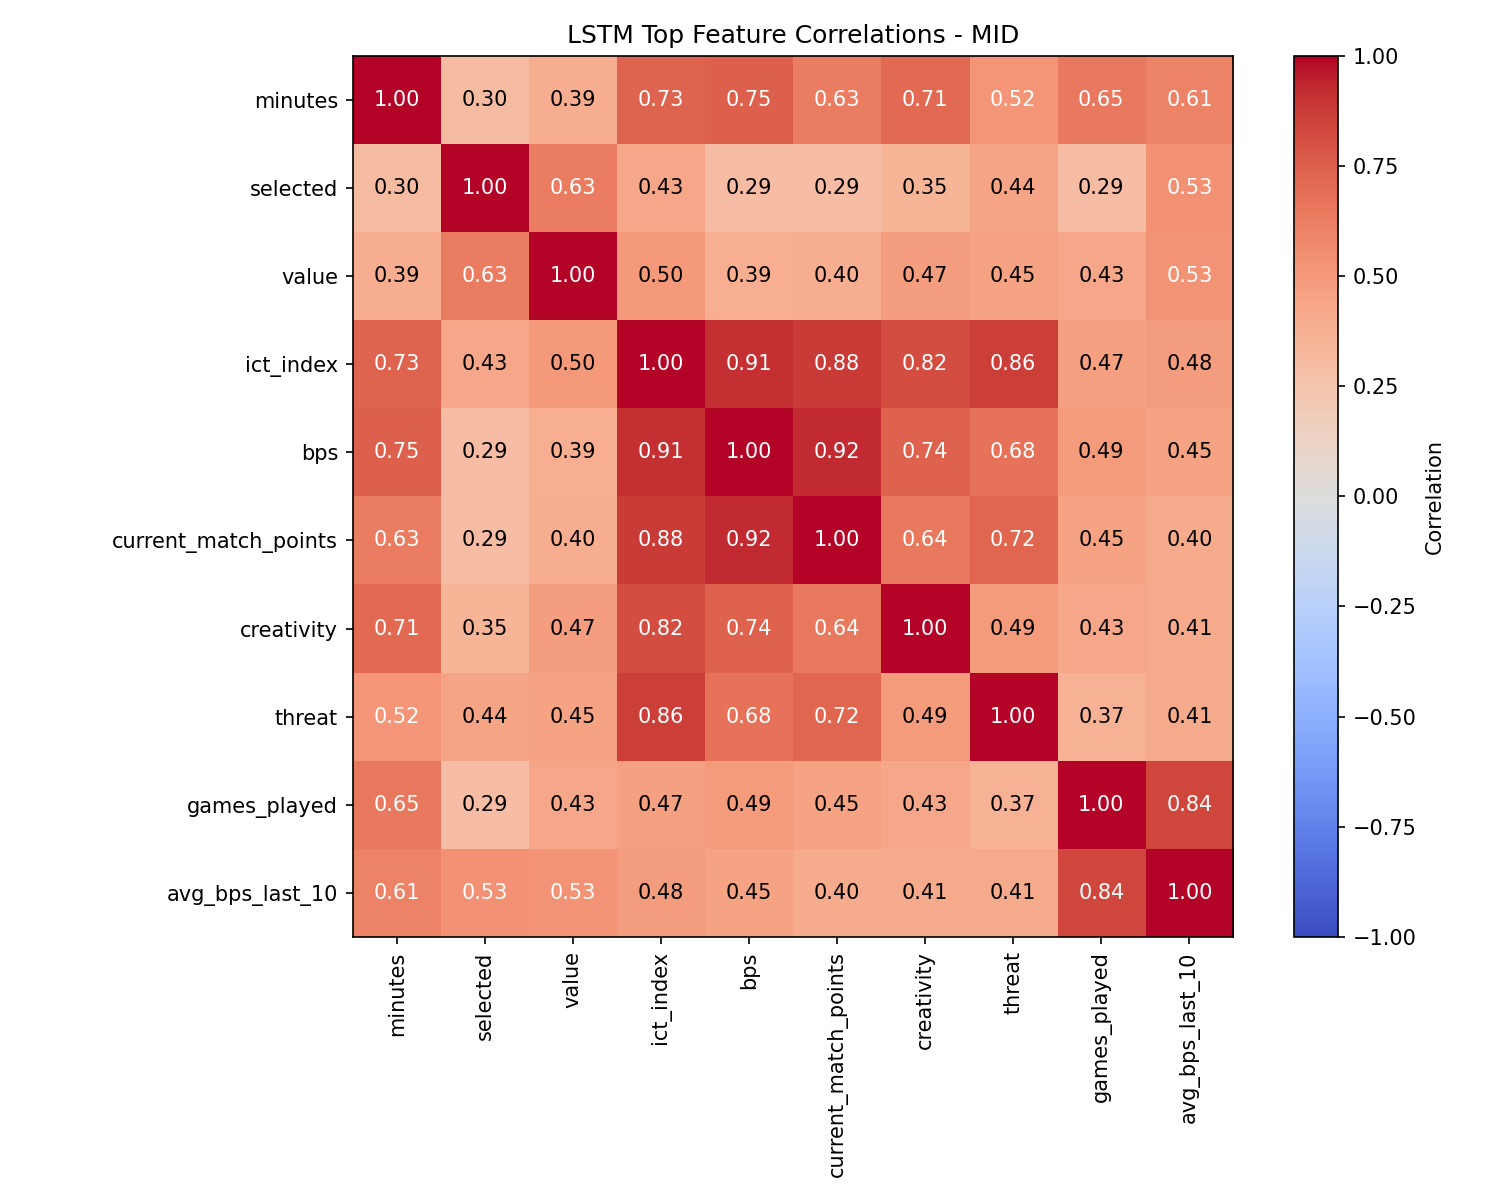 LSTM Top Feature Correlations - MID
minutes 1.00 0.30 0.39 0.73 0.75 0.63 0.71 0.52 0.65 0.61
selected 0.30 1.00 0.63 0.43 0.29 0.29 0.35 0.44 0.29 0.53
value 0.39 0.63 1.00 0.50 0.39 0.40 0.47 0.45 0.43 0.53
ict_index 0.73 0.43 0.50 1.00 0.91 0.88 0.82 0.86 0.47 0.48
bps 0.75 0.29 0.39 0.91 1.00 0.92 0.74 0.68 0.49 0.45
current_match_points 0.63 0.29 0.40 0.88 0.92 1.00 0.64 0.72 0.45 0.40
creativity 0.71 0.35 0.47 0.82 0.74 0.64 1.00 0.49 0.43 0.41
threat 0.52 0.44 0.45 0.86 0.68 0.72 0.49 1.00 0.37 0.41
games_played 0.65 0.29 0.43 0.47 0.49 0.45 0.43 0.37 1.00 0.84
avg_bps_last_10 0.61 0.53 0.53 0.48 0.45 0.40 0.41 0.41 0.84 1.00
minutes
selected
value
ict_index
bps
current_match_points
creativity
threat
games_played
avg_bps_last_10
1.00
0.75
0.50
0.25
0.00
−0.25
−0.50
−0.75
−1.00
Correlation